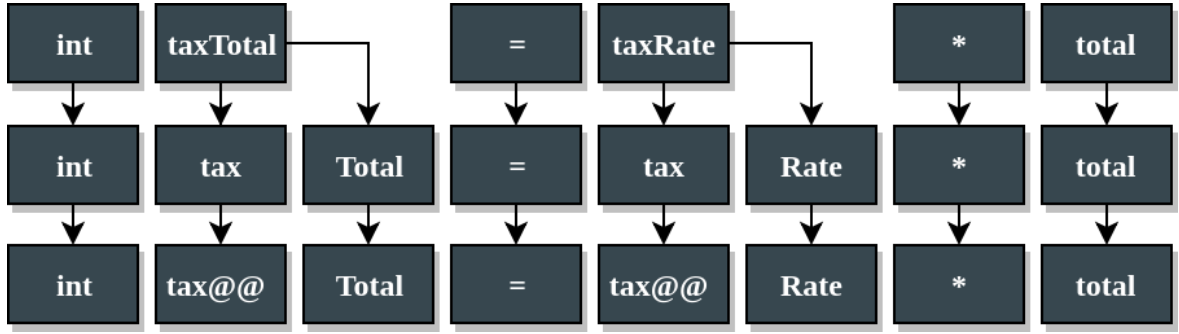 int taxTotal = taxRate * total
int tax Total = tax Rate * total
int tax@@ Total = tax@@ Rate * total